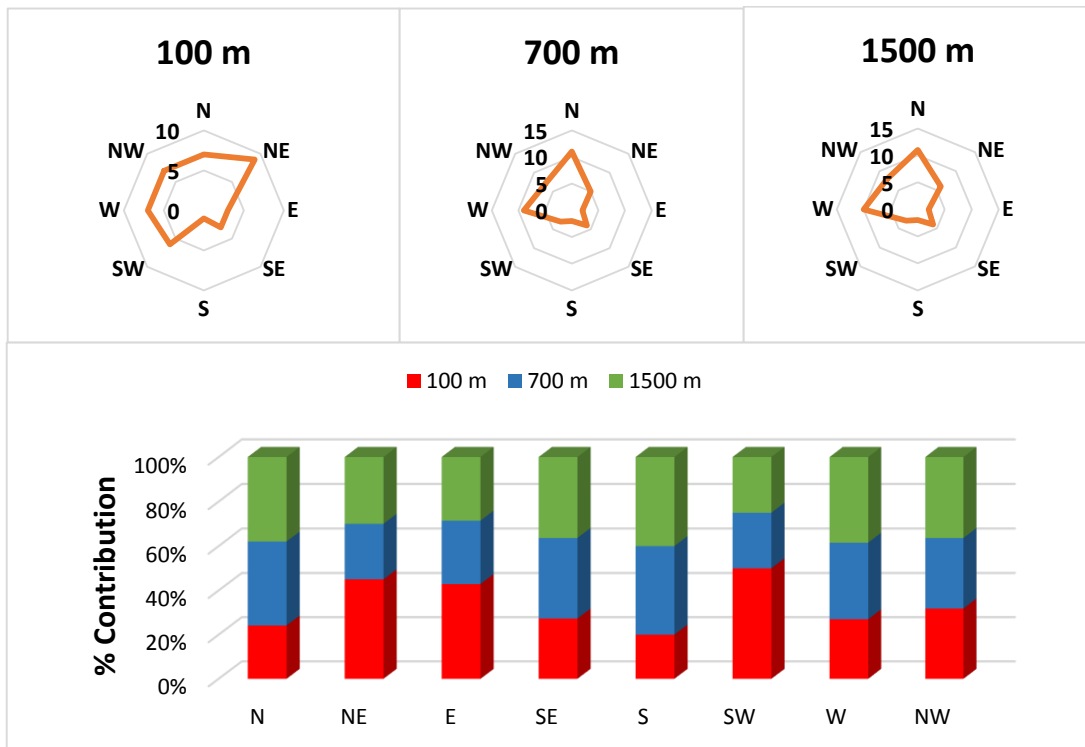 100 m
N
10
NW
NE
5
W
0
E
SW
SE
S
700 m
N
15
NW
10
NE
5
W
0
E
SW
SE
S
1500 m
N
15
NW
10
NE
5
W
0
E
SW
SE
S
100 m 700 m 1500 m
% Contribution
100%
80%
60%
40%
20%
0%
N NE E SE S SW W NW